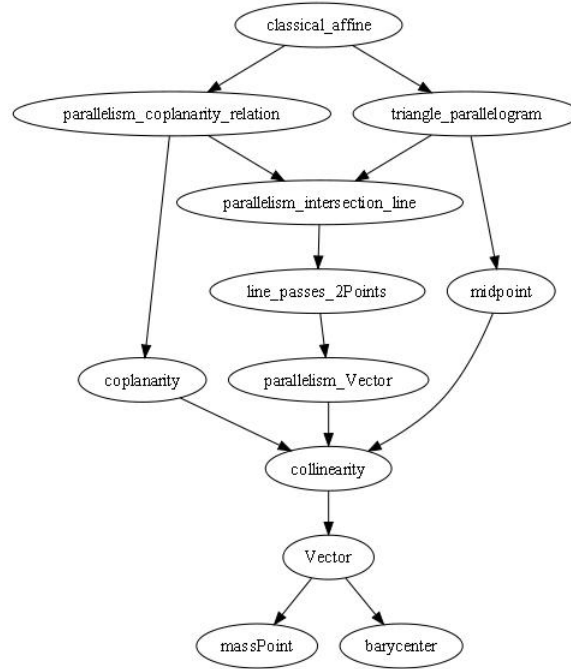 classical_affine
parallelism_coplanarity_relation
triangle_parallelogram
parallelism_intersection_line
line_passes_2Points
midpoint
coplanarity
parallelism_Vector
collinearity
Vector
massPoint
barycenter